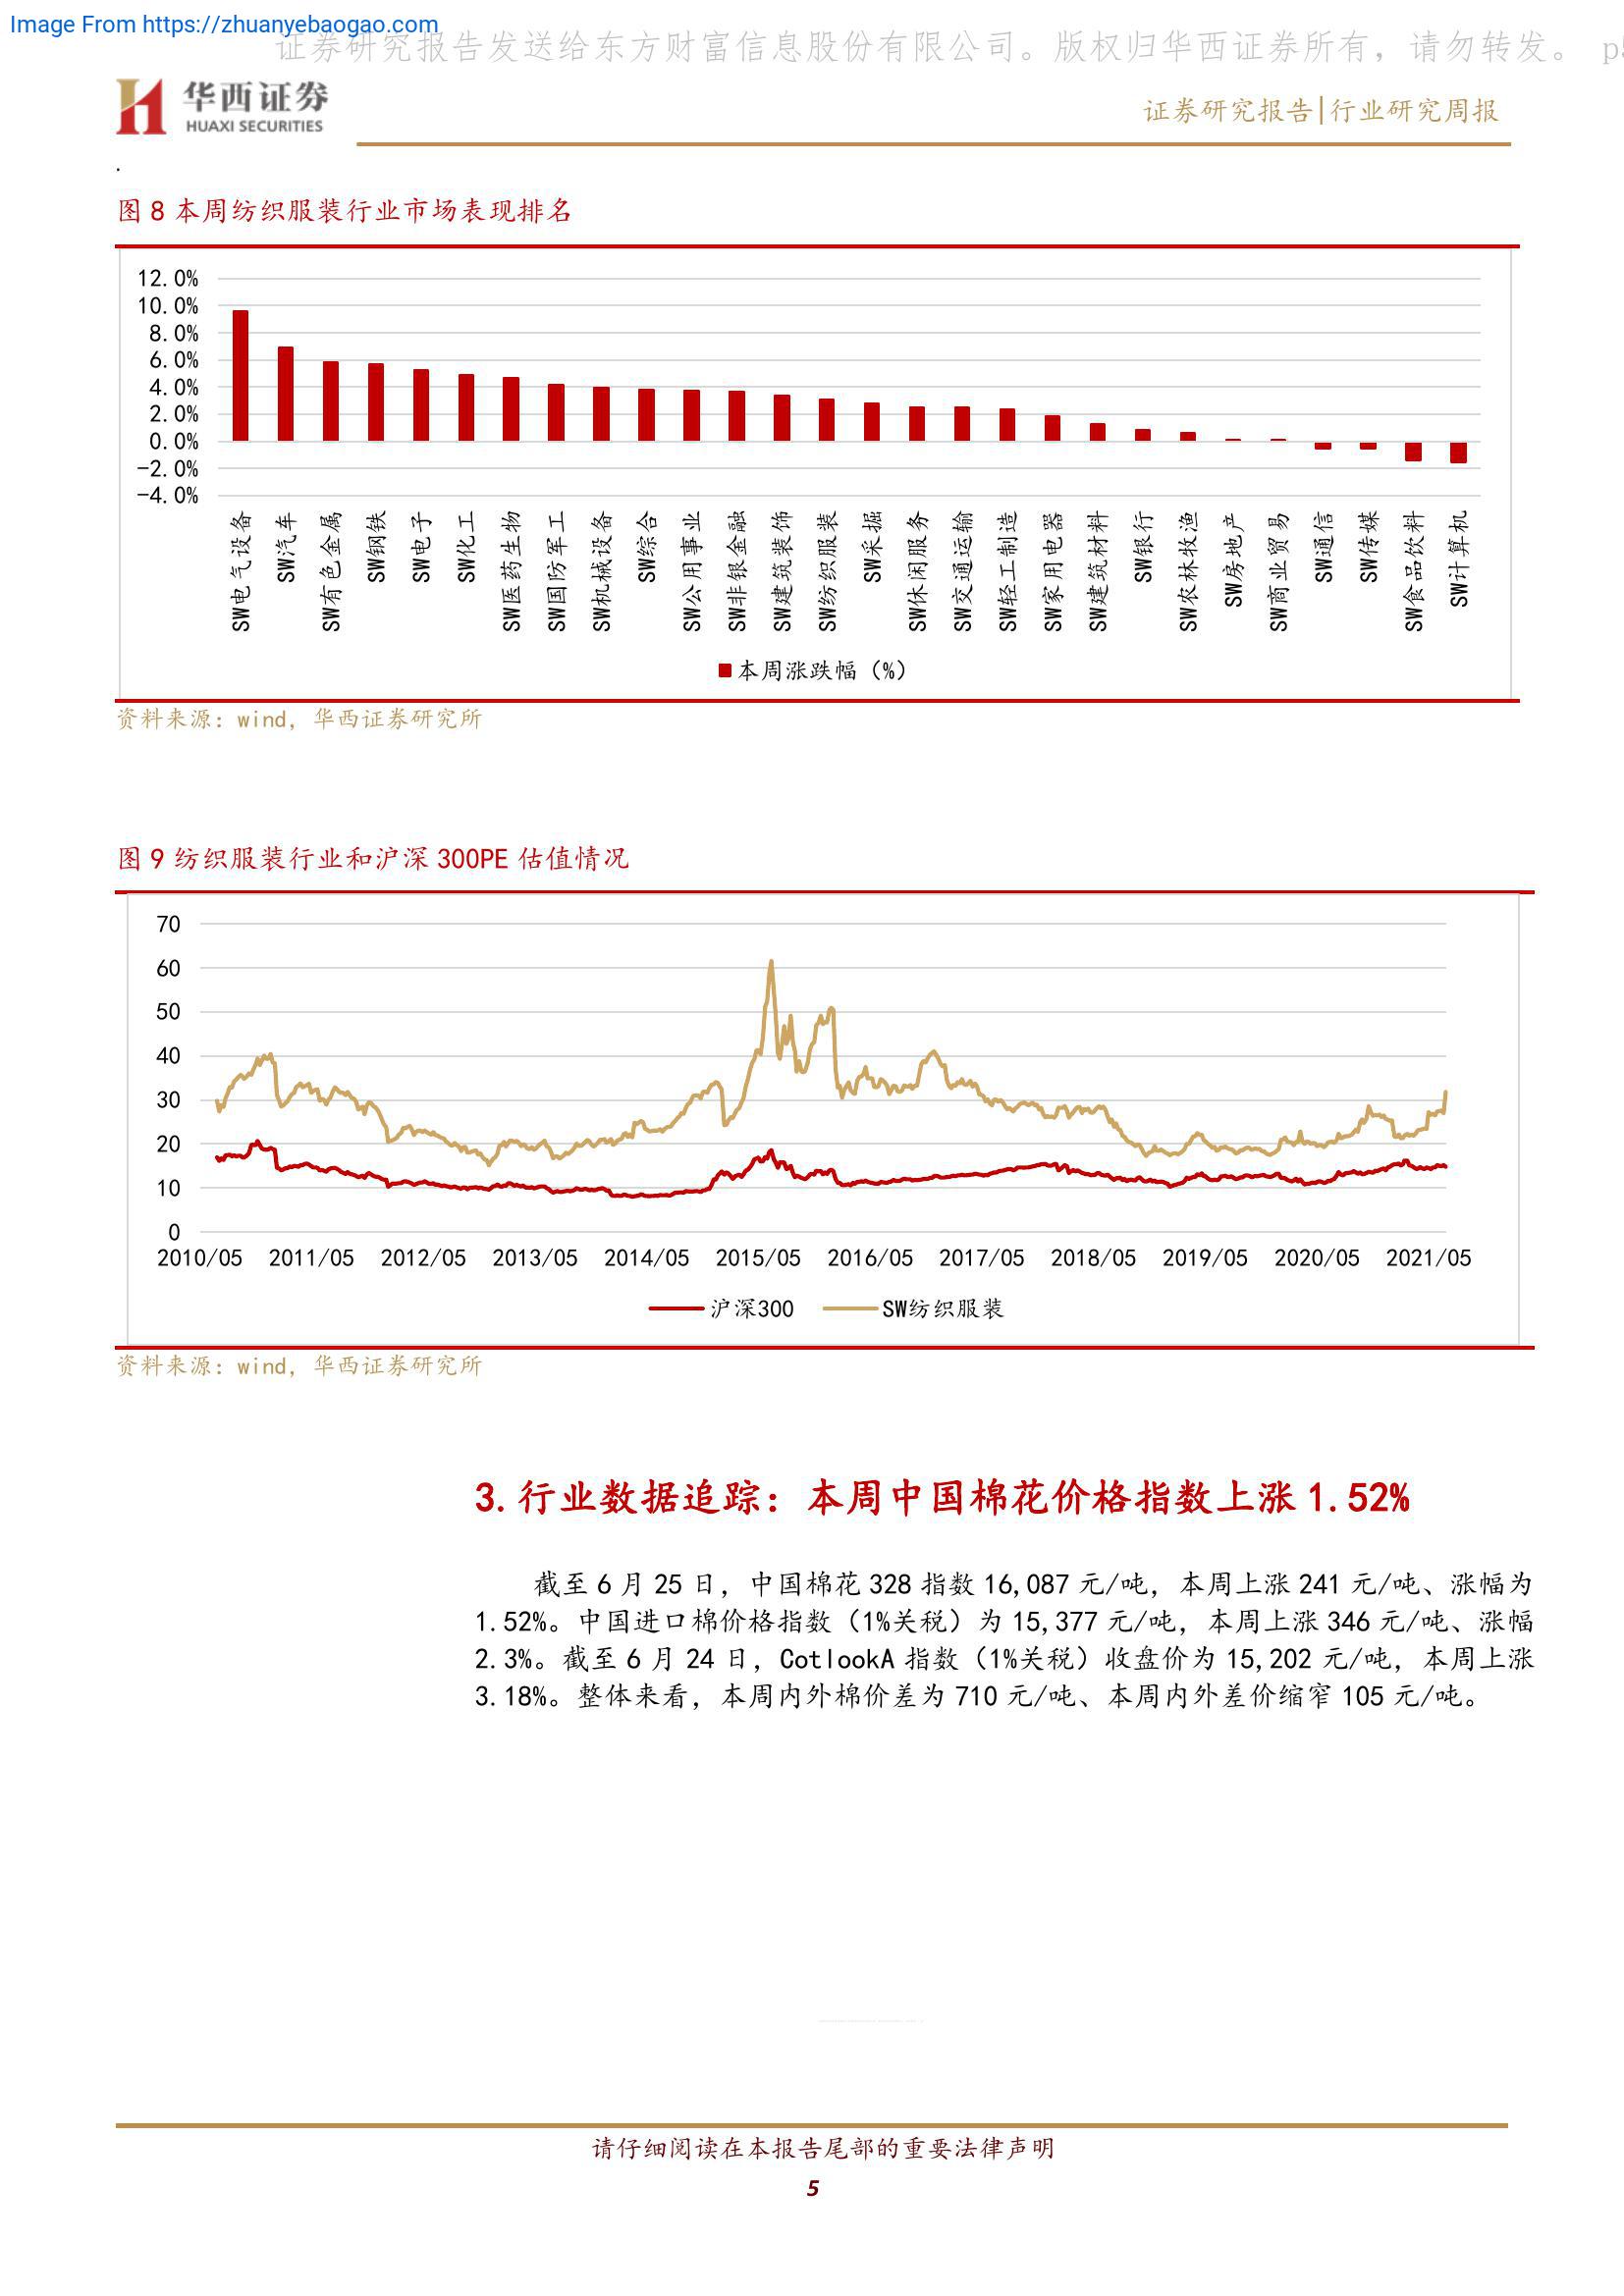 Image From https://zhuanyebaogao.com
证券研究报告发送给东方财富信息股份有限公司。版权归华西证券所有，请勿转发。 p
华西证券
HUAXI SECURITIES
证券研究报告|行业研究周报
.
图 8 本周纺织服装行业市场表现排名
12.0%
10.0%
8.0%
6.0%
4.0%
2.0%
0.0%
-2.0%
-4.0%
SW电气设备
SW汽车
SW有色金属
SW钢铁
SW电子
SW化工
SW医药生物
SW国防军工
SW机械设备
SW综合
SW公用事业
SW非银金融
SW建筑装饰
SW纺织服装
SW采掘
SW休闲服务
SW交通运输
SW轻工制造
SW家用电器
SW建筑材料
SW银行
SW农林牧渔
SW房地产
SW商业贸易
SW通信
SW传媒
SW食品饮料
SW计算机
本周涨跌幅（%）
资料来源：wind，华西证券研究所
图 9 纺织服装行业和沪深 300PE 估值情况
70
60
50
40
30
20
10
0
2010/05 2011/05 2012/05 2013/05 2014/05 2015/05 2016/05 2017/05 2018/05 2019/05 2020/05 2021/05
沪深300 SW纺织服装
资料来源：wind，华西证券研究所
3. 行业数据追踪：本周中国棉花价格指数上涨 1.52%
截至 6 月 25 日，中国棉花 328 指数 16,087 元/吨，本周上涨 241 元/吨、涨幅为
1.52%。中国进口棉价格指数（1%关税）为 15,377 元/吨，本周上涨 346 元/吨、涨幅
2.3%。截至 6 月 24 日，CotlookA 指数（1%关税）收盘价为 15,202 元/吨，本周上涨
3.18%。整体来看，本周内外棉价差为 710 元/吨、本周内外差价缩窄 105 元/吨。
请仔细阅读在本报告尾部的重要法律声明
5